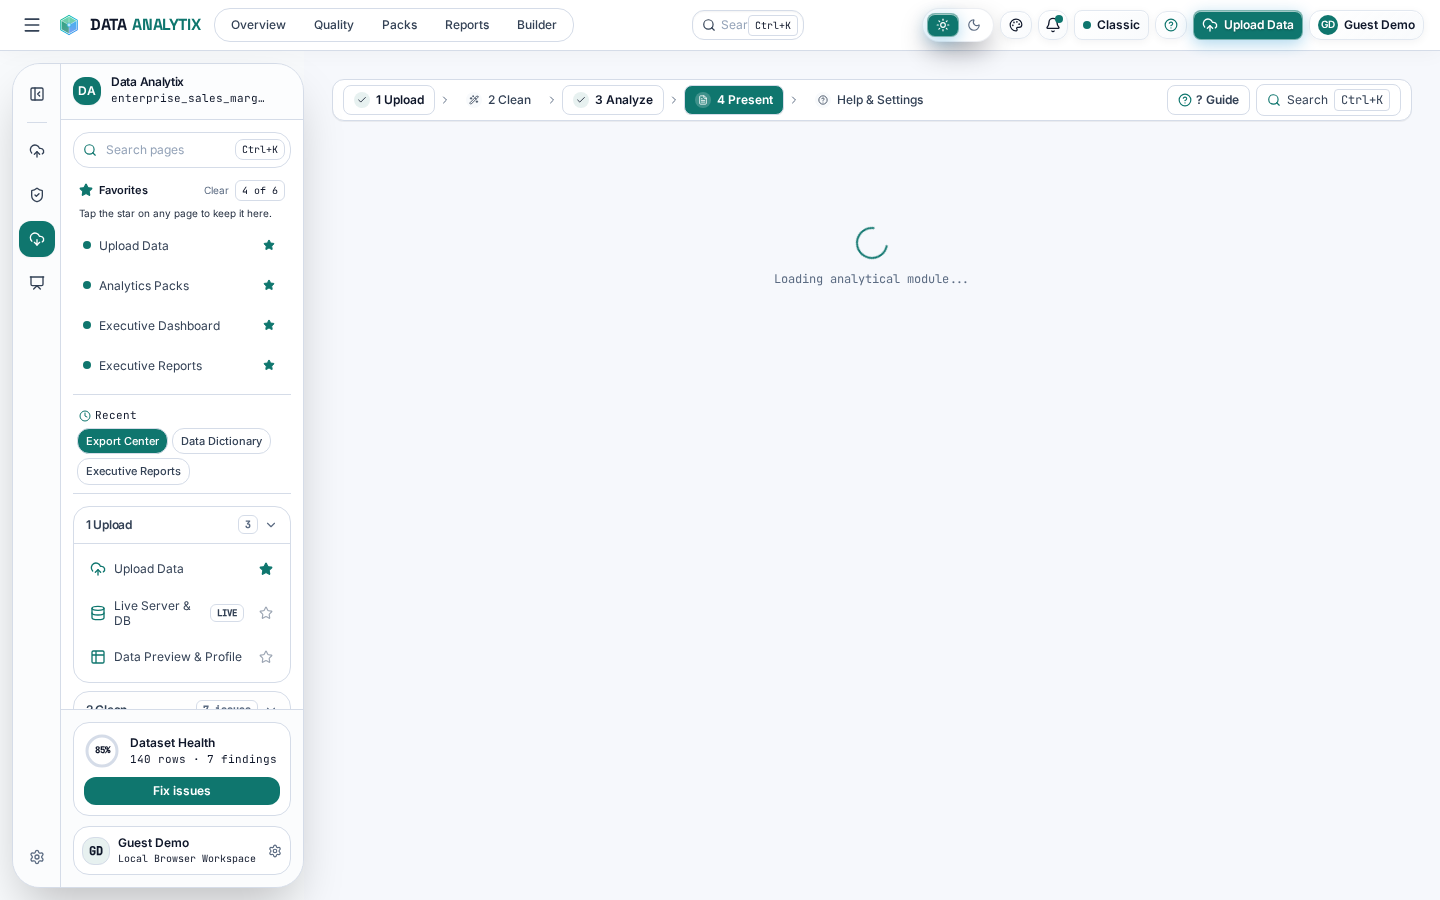 DATA ANALYTIX
Overview
Quality
Packs
Reports
Builder
Sear
Ctrl+K
Classic
Upload Data
GD
Guest Demo
DA
Data Analytix
enterprise_sales_marg…
Search pages
Ctrl+K
Favorites
Clear
4 of 6
Tap the star on any page to keep it here.
Upload Data
Analytics Packs
Executive Dashboard
Executive Reports
Recent
Export Center
Data Dictionary
Executive Reports
1 Upload
3
Upload Data
Live Server &
DB
LIVE
Data Preview & Profile
2 Clean
7 issues
85%
Dataset Health
140 rows · 7 findings
Fix issues
GD
Guest Demo
Local Browser Workspace
1 Upload
2 Clean
3 Analyze
4 Present
Help & Settings
? Guide
Search
Ctrl+K
Loading analytical module...